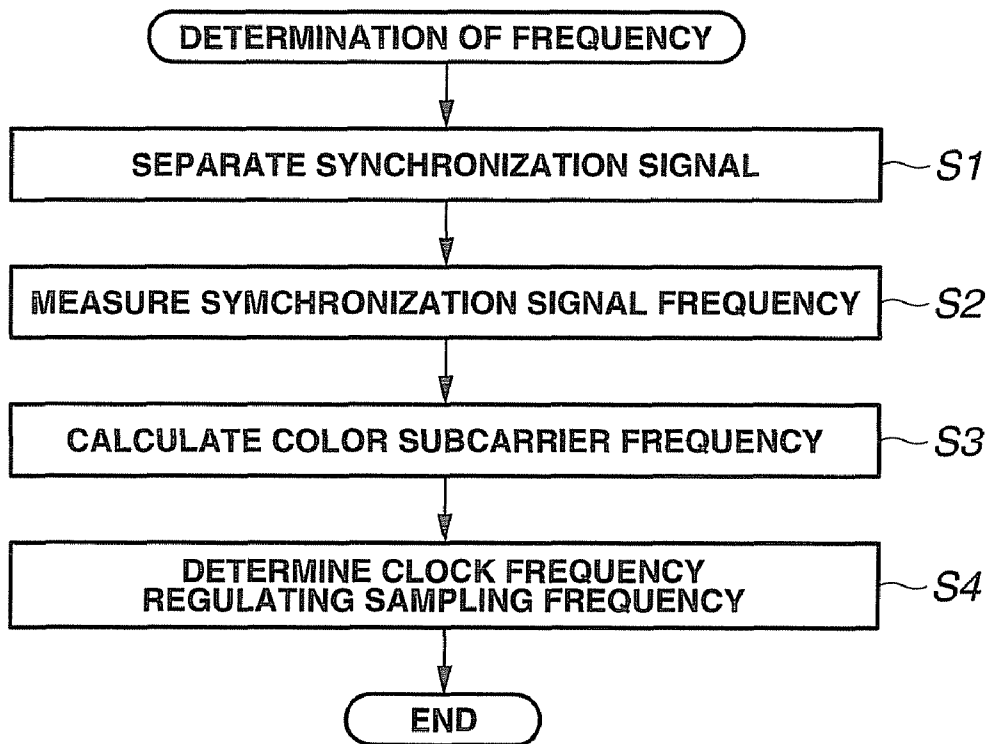 DETERMINATION OF FREQUENCY
SEPARATE SYNCHRONIZATION SIGNAL
S1
MEASURE SYMCHRONIZATION SIGNAL FREQUENCY
S2
CALCULATE COLOR SUBCARRIER FREQUENCY
S3
DETERMINE CLOCK FREQUENCY
REGULATING SAMPLING FREQUENCY
S4
END